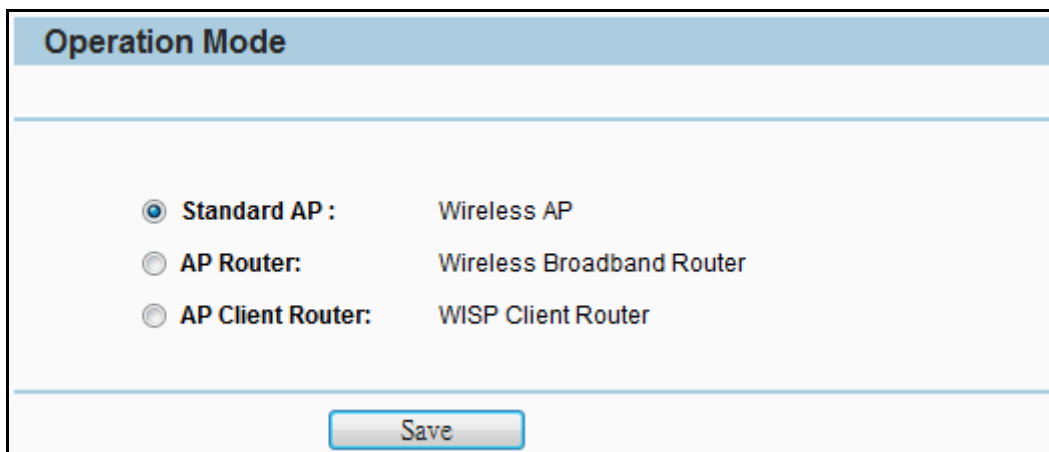 Operation Mode
Standard AP : Wireless AP
AP Router: Wireless Broadband Router
AP Client Router: WISP Client Router
Save